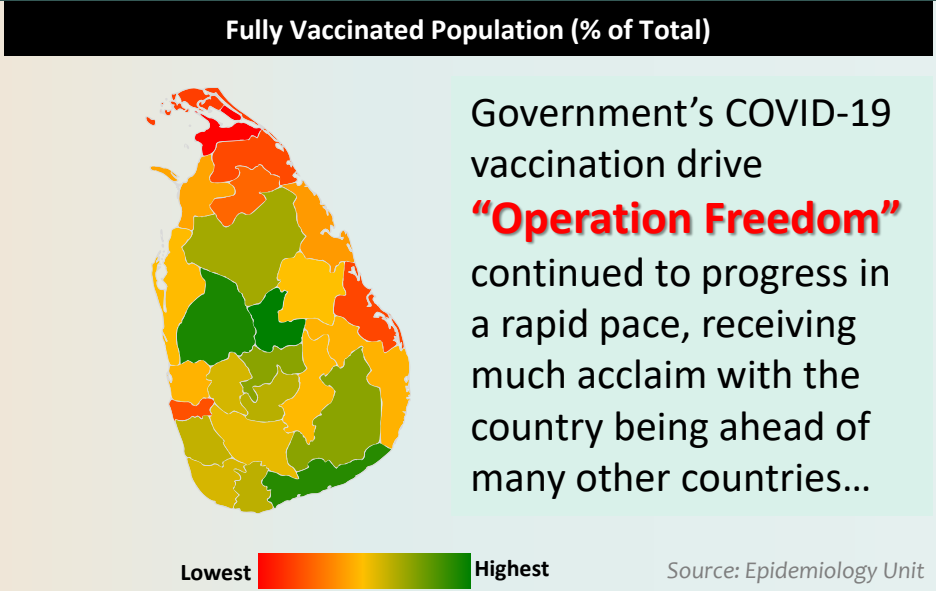 Fully Vaccinated Population (% of Total)
Government’s COVID-19
vaccination drive
“Operation Freedom”
continued to progress in
a rapid pace, receiving
much acclaim with the
country being ahead of
many other countries…
Lowest
Highest
Source: Epidemiology Unit